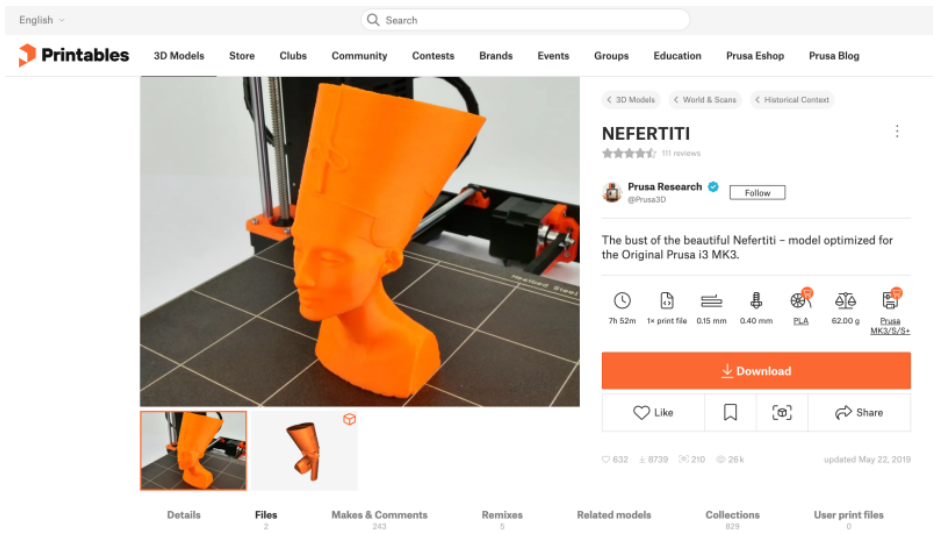 English
Search
Printables
3D Models Store Clubs Community Contests Brands Events Groups Education Prusa Eshop Prusa Blog
3D Models World & Scans Historical Context
NEFERTITI
111 reviews
Prusa Research
@Prusa3D
Follow
The bust of the beautiful Nefertiti – model optimized for
the Original Prusa i3 MK3.
7h 52m 1× print file 0.15 mm 0.40 mm PLA 62.00 g Prusa
MK3/S/S+
Download
Like Share
632 8739 210 26k updated May 22, 2019
Details Files Makes & Comments Remixes Related models Collections User print files
2 243 5 829 0